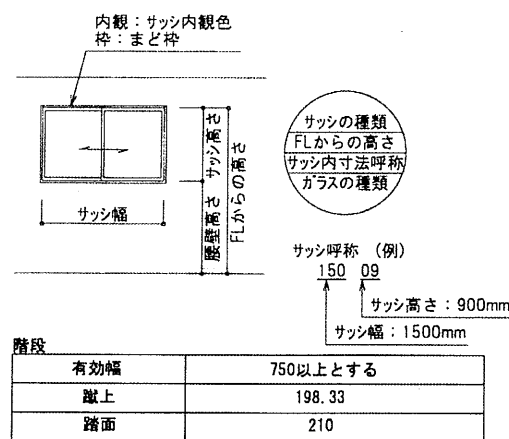 内観：サッシ内観色
枠：まど枠
サッシ高さ
腰壁高さ
FLからの高さ
サッシ幅
サッシの種類
FLからの高さ
サッシ内寸法呼称
ガラスの種類
サッシ呼称 （例）
150 09
サッシ高さ：900mm
サッシ幅：1500mm
階段
有効幅 750以上とする
蹴上 198.33
踏面 210